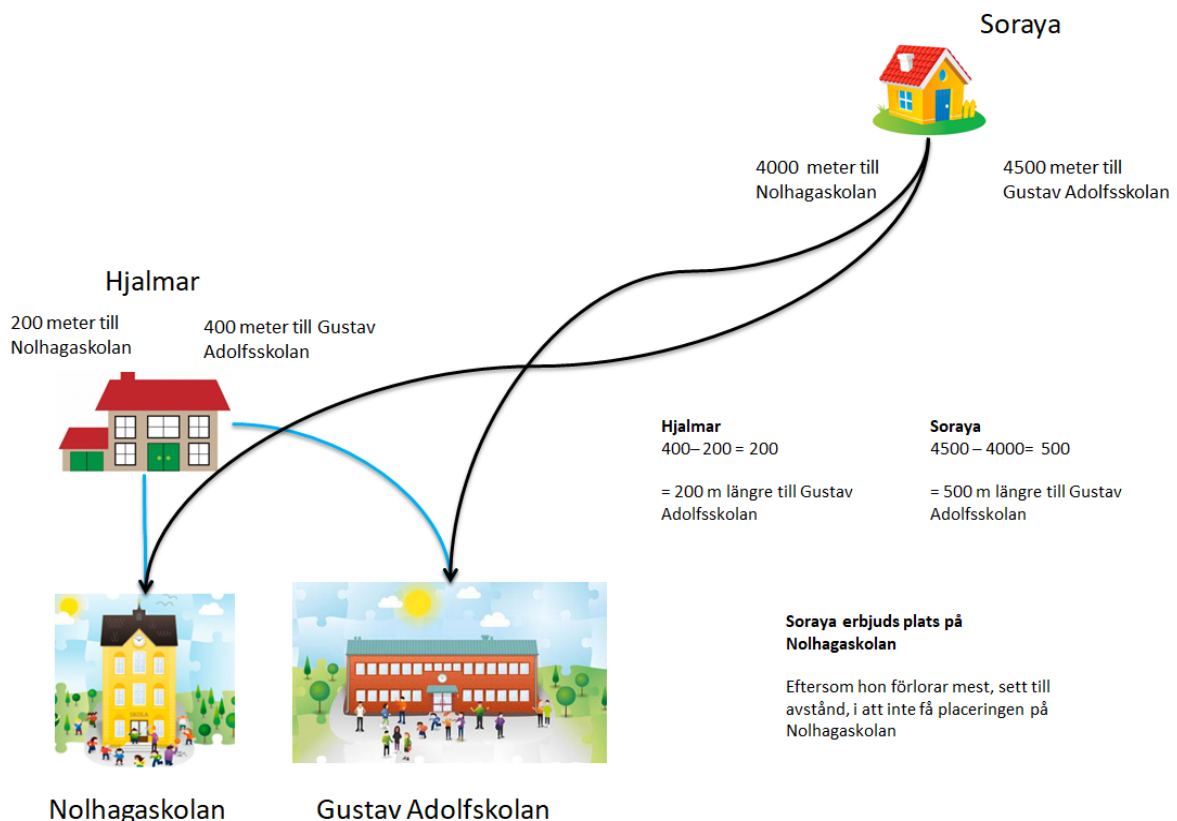 Soraya
4000 meter till
Nolhagaskolan
4500 meter till
Gustav Adolfsskolan
Hjalmar
200 meter till
Nolhagaskolan
400 meter till Gustav
Adolfsskolan
Hjalmar
400– 200 = 200
= 200 m längre till Gustav
Adolfsskolan
Soraya
4500 – 4000= 500
= 500 m längre till Gustav
Adolfsskolan
Soraya erbjuds plats på
Nolhagaskolan
Eftersom hon förlorar mest, sett till
avstånd, i att inte få placeringen på
Nolhagaskolan
SKOLA
Nolhagaskolan
Gustav Adolfskolan